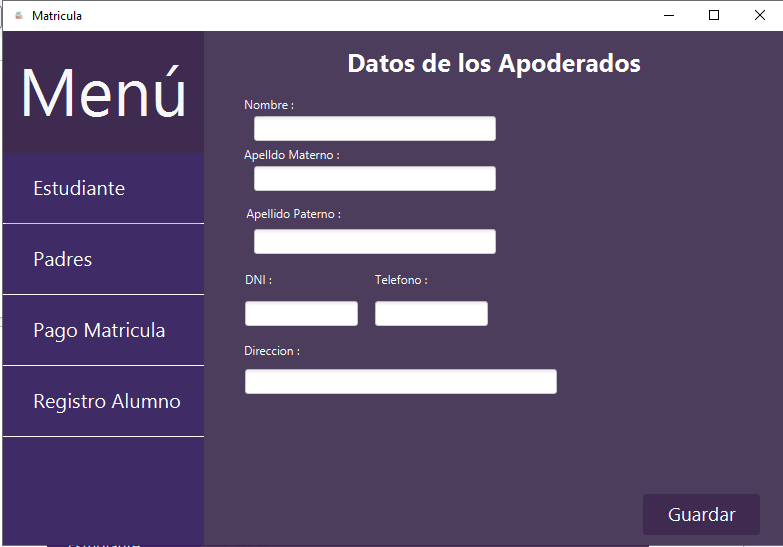 Matricula
Menú
Estudiante
Padres
Pago Matricula
Registro Alumno
Datos de los Apoderados
Nombre :
Apelldo Materno :
Apellido Paterno :
DNI : Telefono :
Direccion :
Guardar